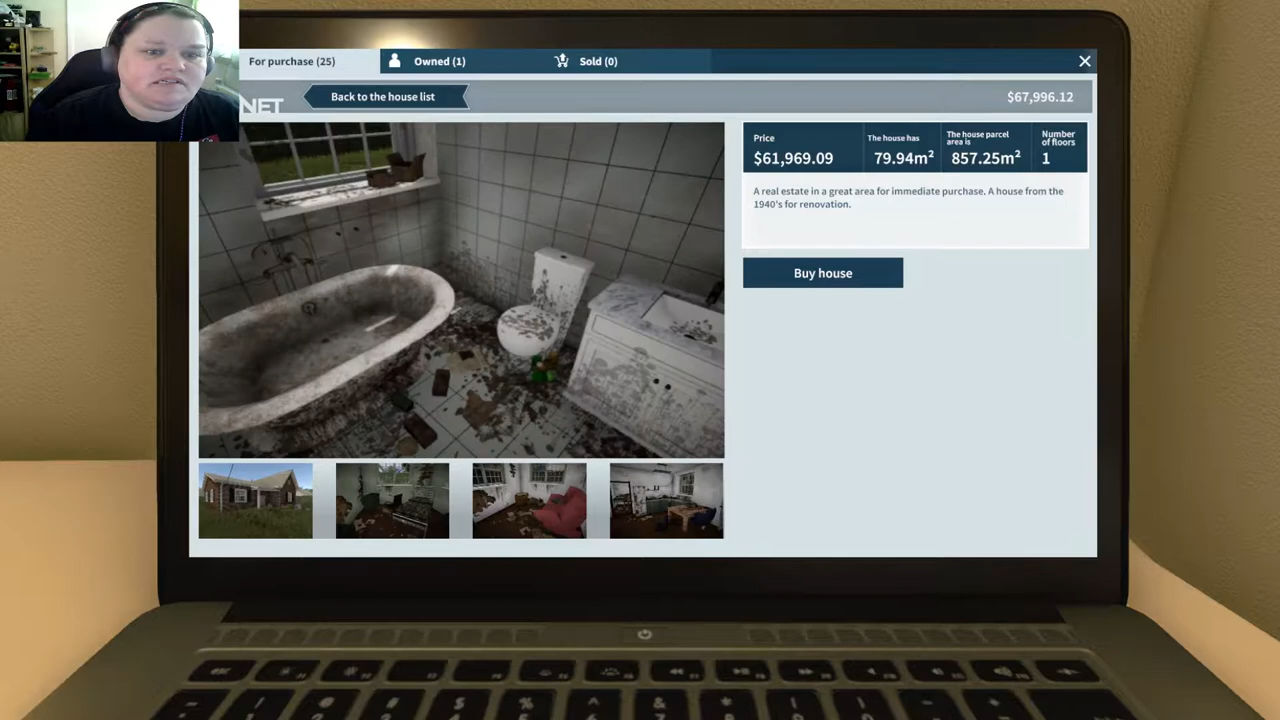 For purchase (25)
Owned (1)
Sold (0)
NET
Back to the house list
$67,996.12
Price
$61,969.09
The house has
79.94m²
The house parcel
area is
857.25m²
Number
of floors
1
A real estate in a great area for immediate purchase. A house from the
1940's for renovation.
Buy house